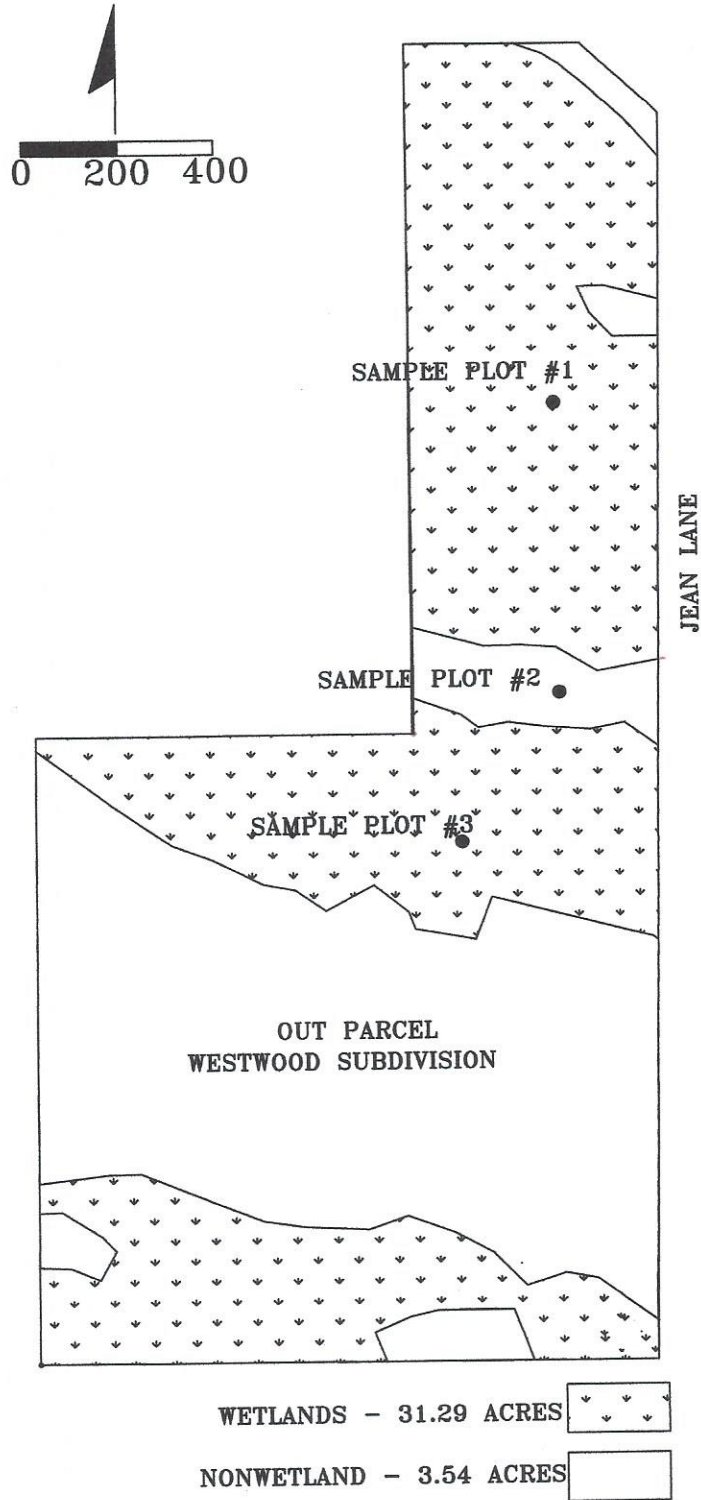 0 200 400
SAMPLE PLOT #1
JEAN LANE
SAMPLE PLOT #2
SAMPLE PLOT #3
OUT PARCEL
WESTWOOD SUBDIVISION
WETLANDS - 31.29 ACRES
NONWETLAND - 3.54 ACRES